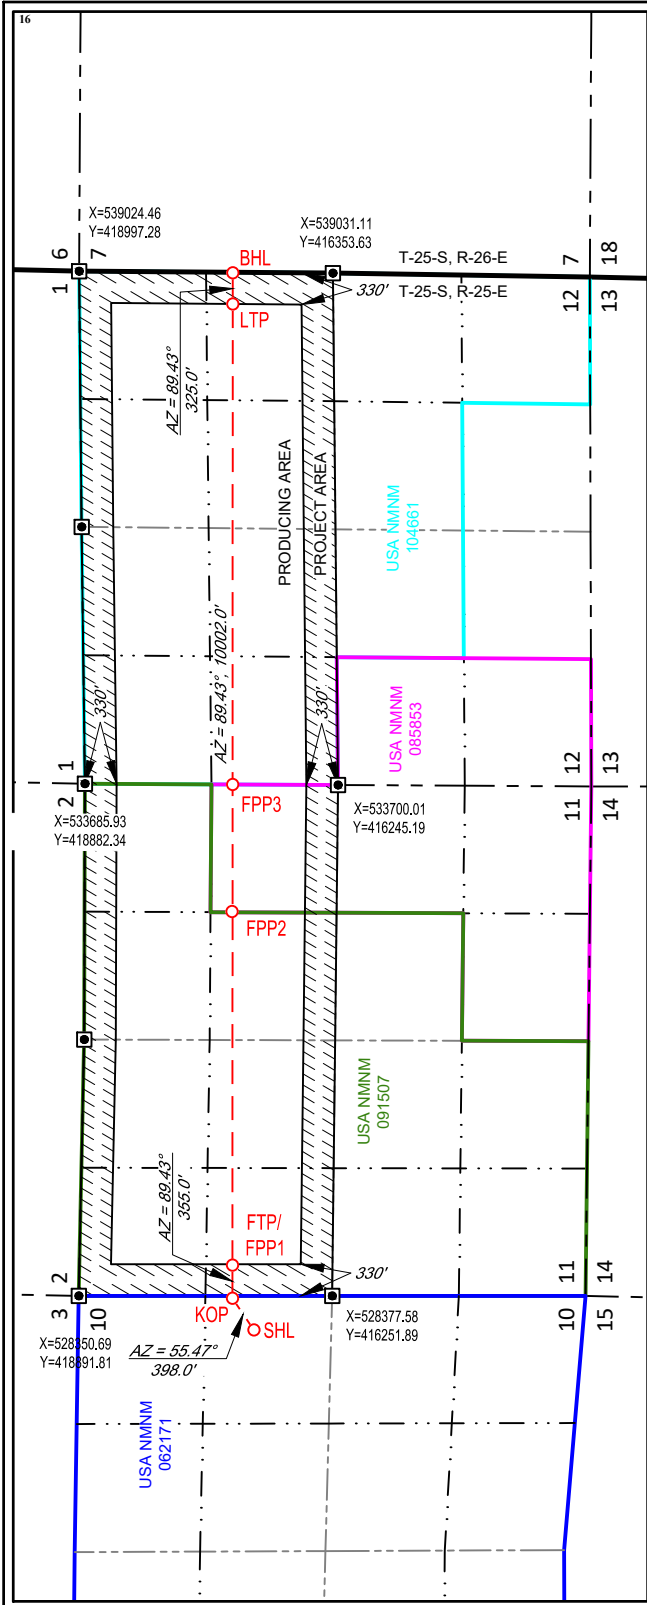 16
X=539024.46
Y=418997.28
X=539031.11
Y=416353.63
6
7
1
BHL
T-25-S, R-26-E
T-25-S, R-25-E
7
18
12
13
330'
LTP
AZ = 89.43°
325.0'
PRODUCING AREA
PROJECT AREA
USA NMNM
104661
AZ = 89.43°, 10002.0'
330'
330'
USA NMNM
085853
1
2
12
13
11
14
FPP3
X=533685.93
Y=418882.34
X=533700.01
Y=416245.19
FPP2
USA NMNM
091507
AZ = 89.43°
355.0'
FTP/
FPP1
330'
2
3
10
11
14
10
15
KOP
SHL
X=528350.69
Y=418891.81
X=528377.58
Y=416251.89
AZ = 55.47°
398.0'
USA NMNM
062171